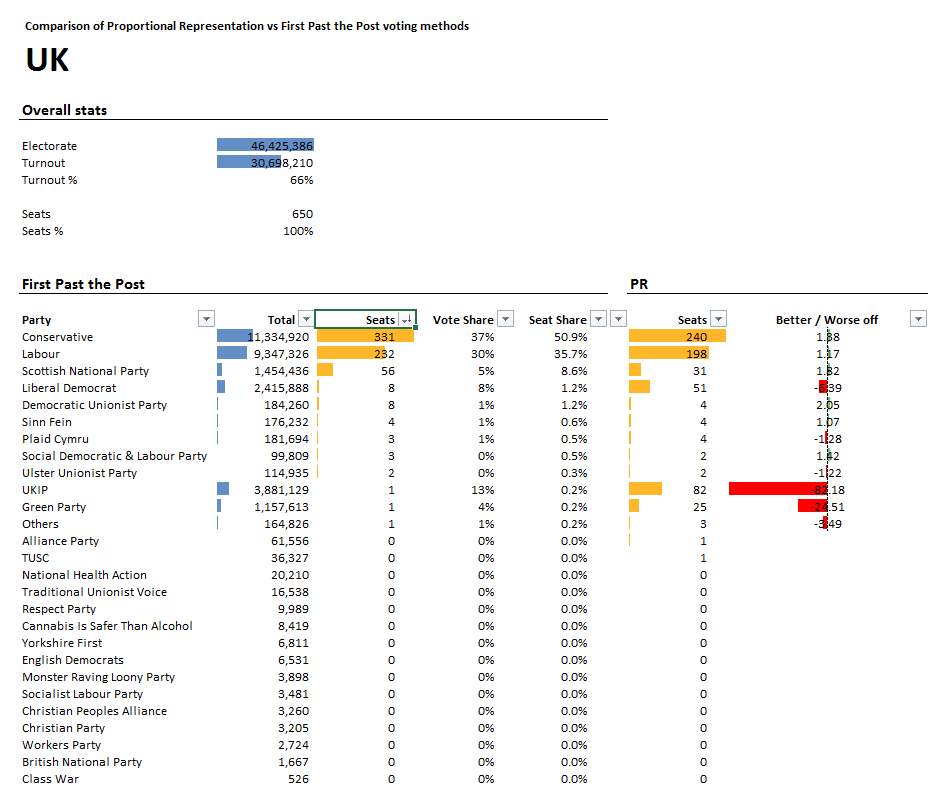 Comparison of Proportional Representation vs First Past the Post voting methods
UK
Overall stats
Electorate 46,425,386
Turnout 30,698,210
Turnout % 66%
Seats 650
Seats % 100%
First Past the Post PR
Party Total Seats Vote Share Seat Share Seats Better / Worse off
Conservative 11,334,920 331 37% 50.9% 240 1.38
Labour 9,347,326 232 30% 35.7% 198 1.17
Scottish National Party 1,454,436 56 5% 8.6% 31 1.82
Liberal Democrat 2,415,888 8 8% 1.2% 51 -6.39
Democratic Unionist Party 184,260 8 1% 1.2% 4 2.05
Sinn Fein 176,232 4 1% 0.6% 4 1.07
Plaid Cymru 181,694 3 1% 0.5% 4 -1.28
Social Democratic & Labour Party 99,809 3 0% 0.5% 2 1.42
Ulster Unionist Party 114,935 2 0% 0.3% 2 -1.22
UKIP 3,881,129 1 13% 0.2% 82 -82.18
Green Party 1,157,613 1 4% 0.2% 25 -24.51
Others 164,826 1 1% 0.2% 3 -3.49
Alliance Party 61,556 0 0% 0.0% 1
TUSC 36,327 0 0% 0.0% 1
National Health Action 20,210 0 0% 0.0% 0
Traditional Unionist Voice 16,538 0 0% 0.0% 0
Respect Party 9,989 0 0% 0.0% 0
Cannabis Is Safer Than Alcohol 8,419 0 0% 0.0% 0
Yorkshire First 6,811 0 0% 0.0% 0
English Democrats 6,531 0 0% 0.0% 0
Monster Raving Loony Party 3,898 0 0% 0.0% 0
Socialist Labour Party 3,481 0 0% 0.0% 0
Christian Peoples Alliance 3,260 0 0% 0.0% 0
Christian Party 3,205 0 0% 0.0% 0
Workers Party 2,724 0 0% 0.0% 0
British National Party 1,667 0 0% 0.0% 0
Class War 526 0 0% 0.0% 0